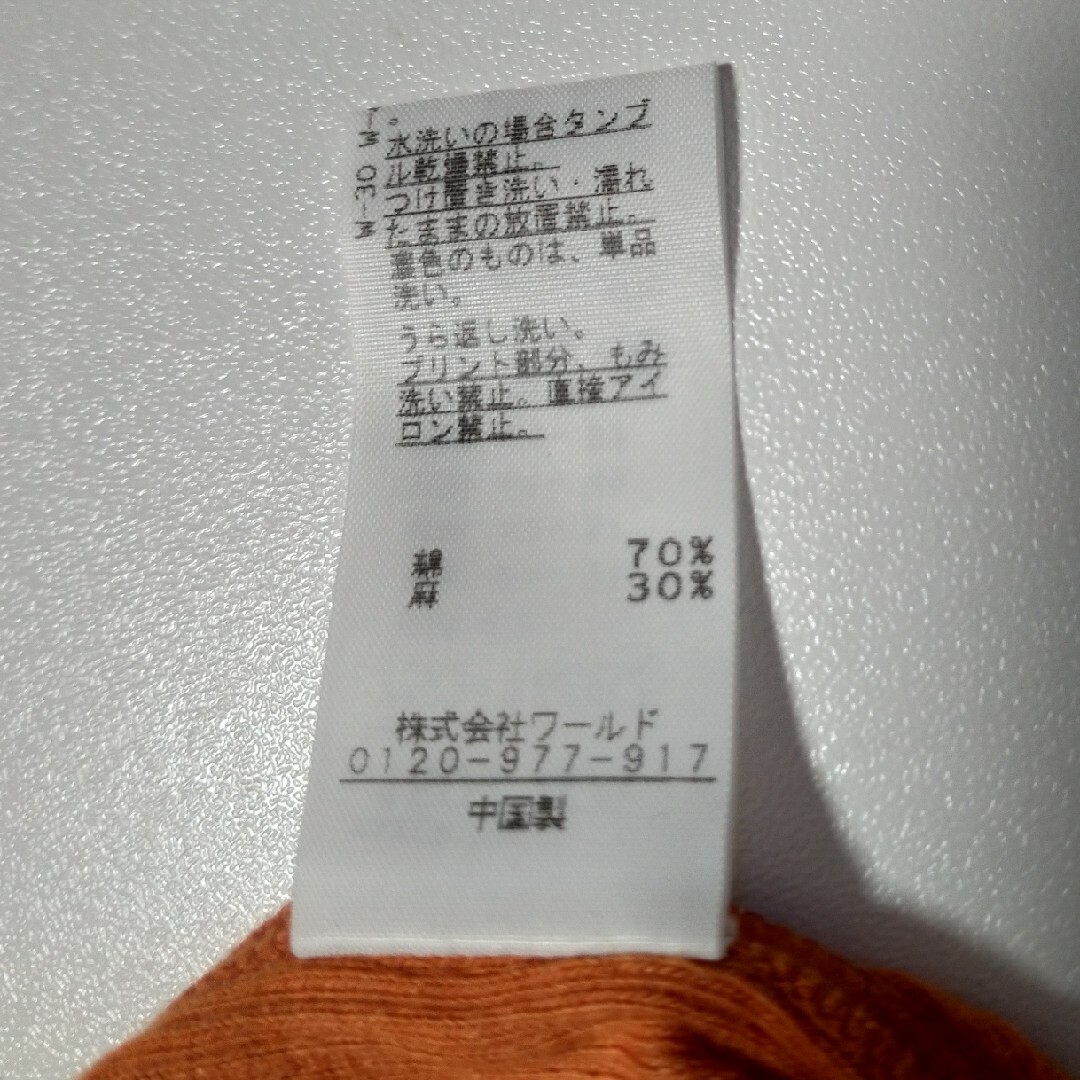 。
水洗いの場合タンブ
ル乾燥禁止。
つけ置き洗い・濡れ
たままの放置禁止。
濃色のものは、単品
洗い。
うら返し洗い。
プリント部分、もみ
洗い禁止。直接アイ
ロン禁止。
綿 70%
麻 30%
株式会社ワールド
0120-977-917
中国製